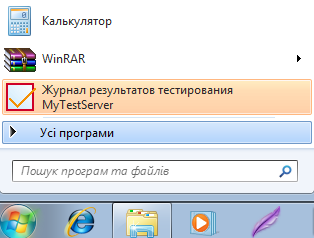 Калькулятор
WinRAR
Журнал результатов тестирования
MyTestServer
Усі програми
Пошук програм та файлів